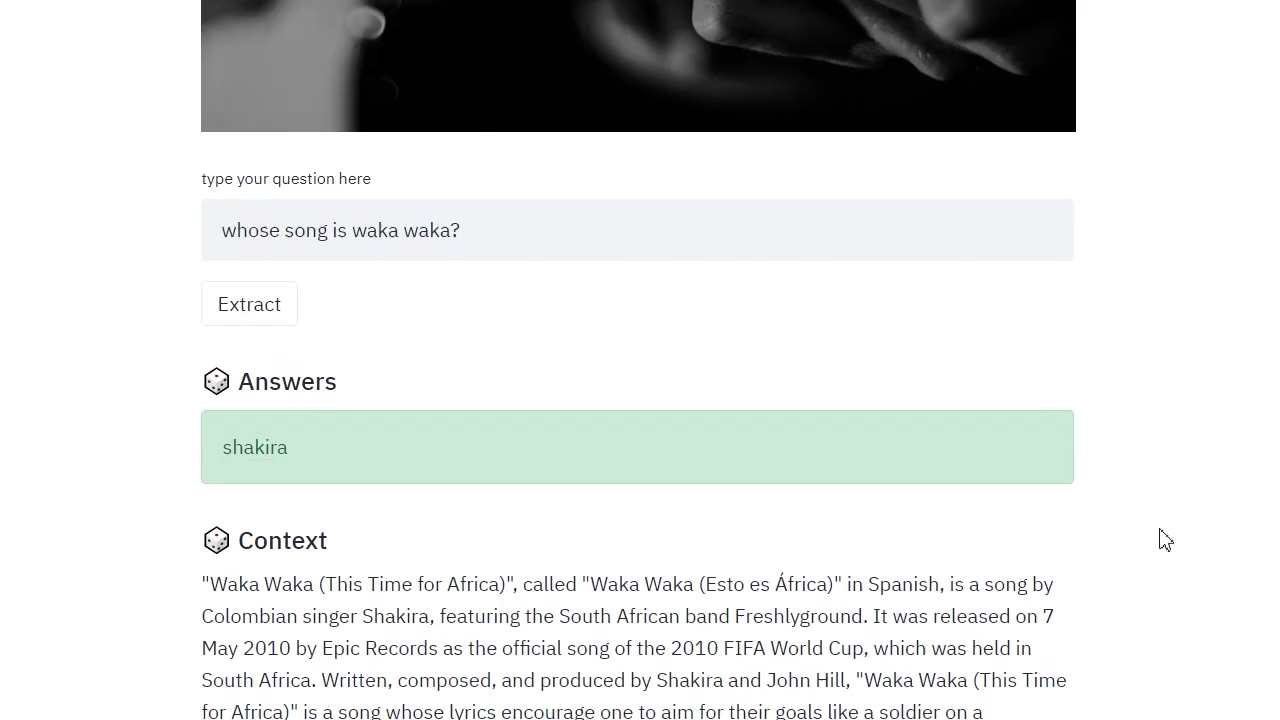 type your question here
whose song is waka waka?
Extract
Answers
shakira
Context
"Waka Waka (This Time for Africa)", called "Waka Waka (Esto es África)" in Spanish, is a song by
Colombian singer Shakira, featuring the South African band Freshlyground. It was released on 7
May 2010 by Epic Records as the official song of the 2010 FIFA World Cup, which was held in
South Africa. Written, composed, and produced by Shakira and John Hill, "Waka Waka (This Time
for Africa)" is a song whose lyrics encourage one to aim for their goals like a soldier on a